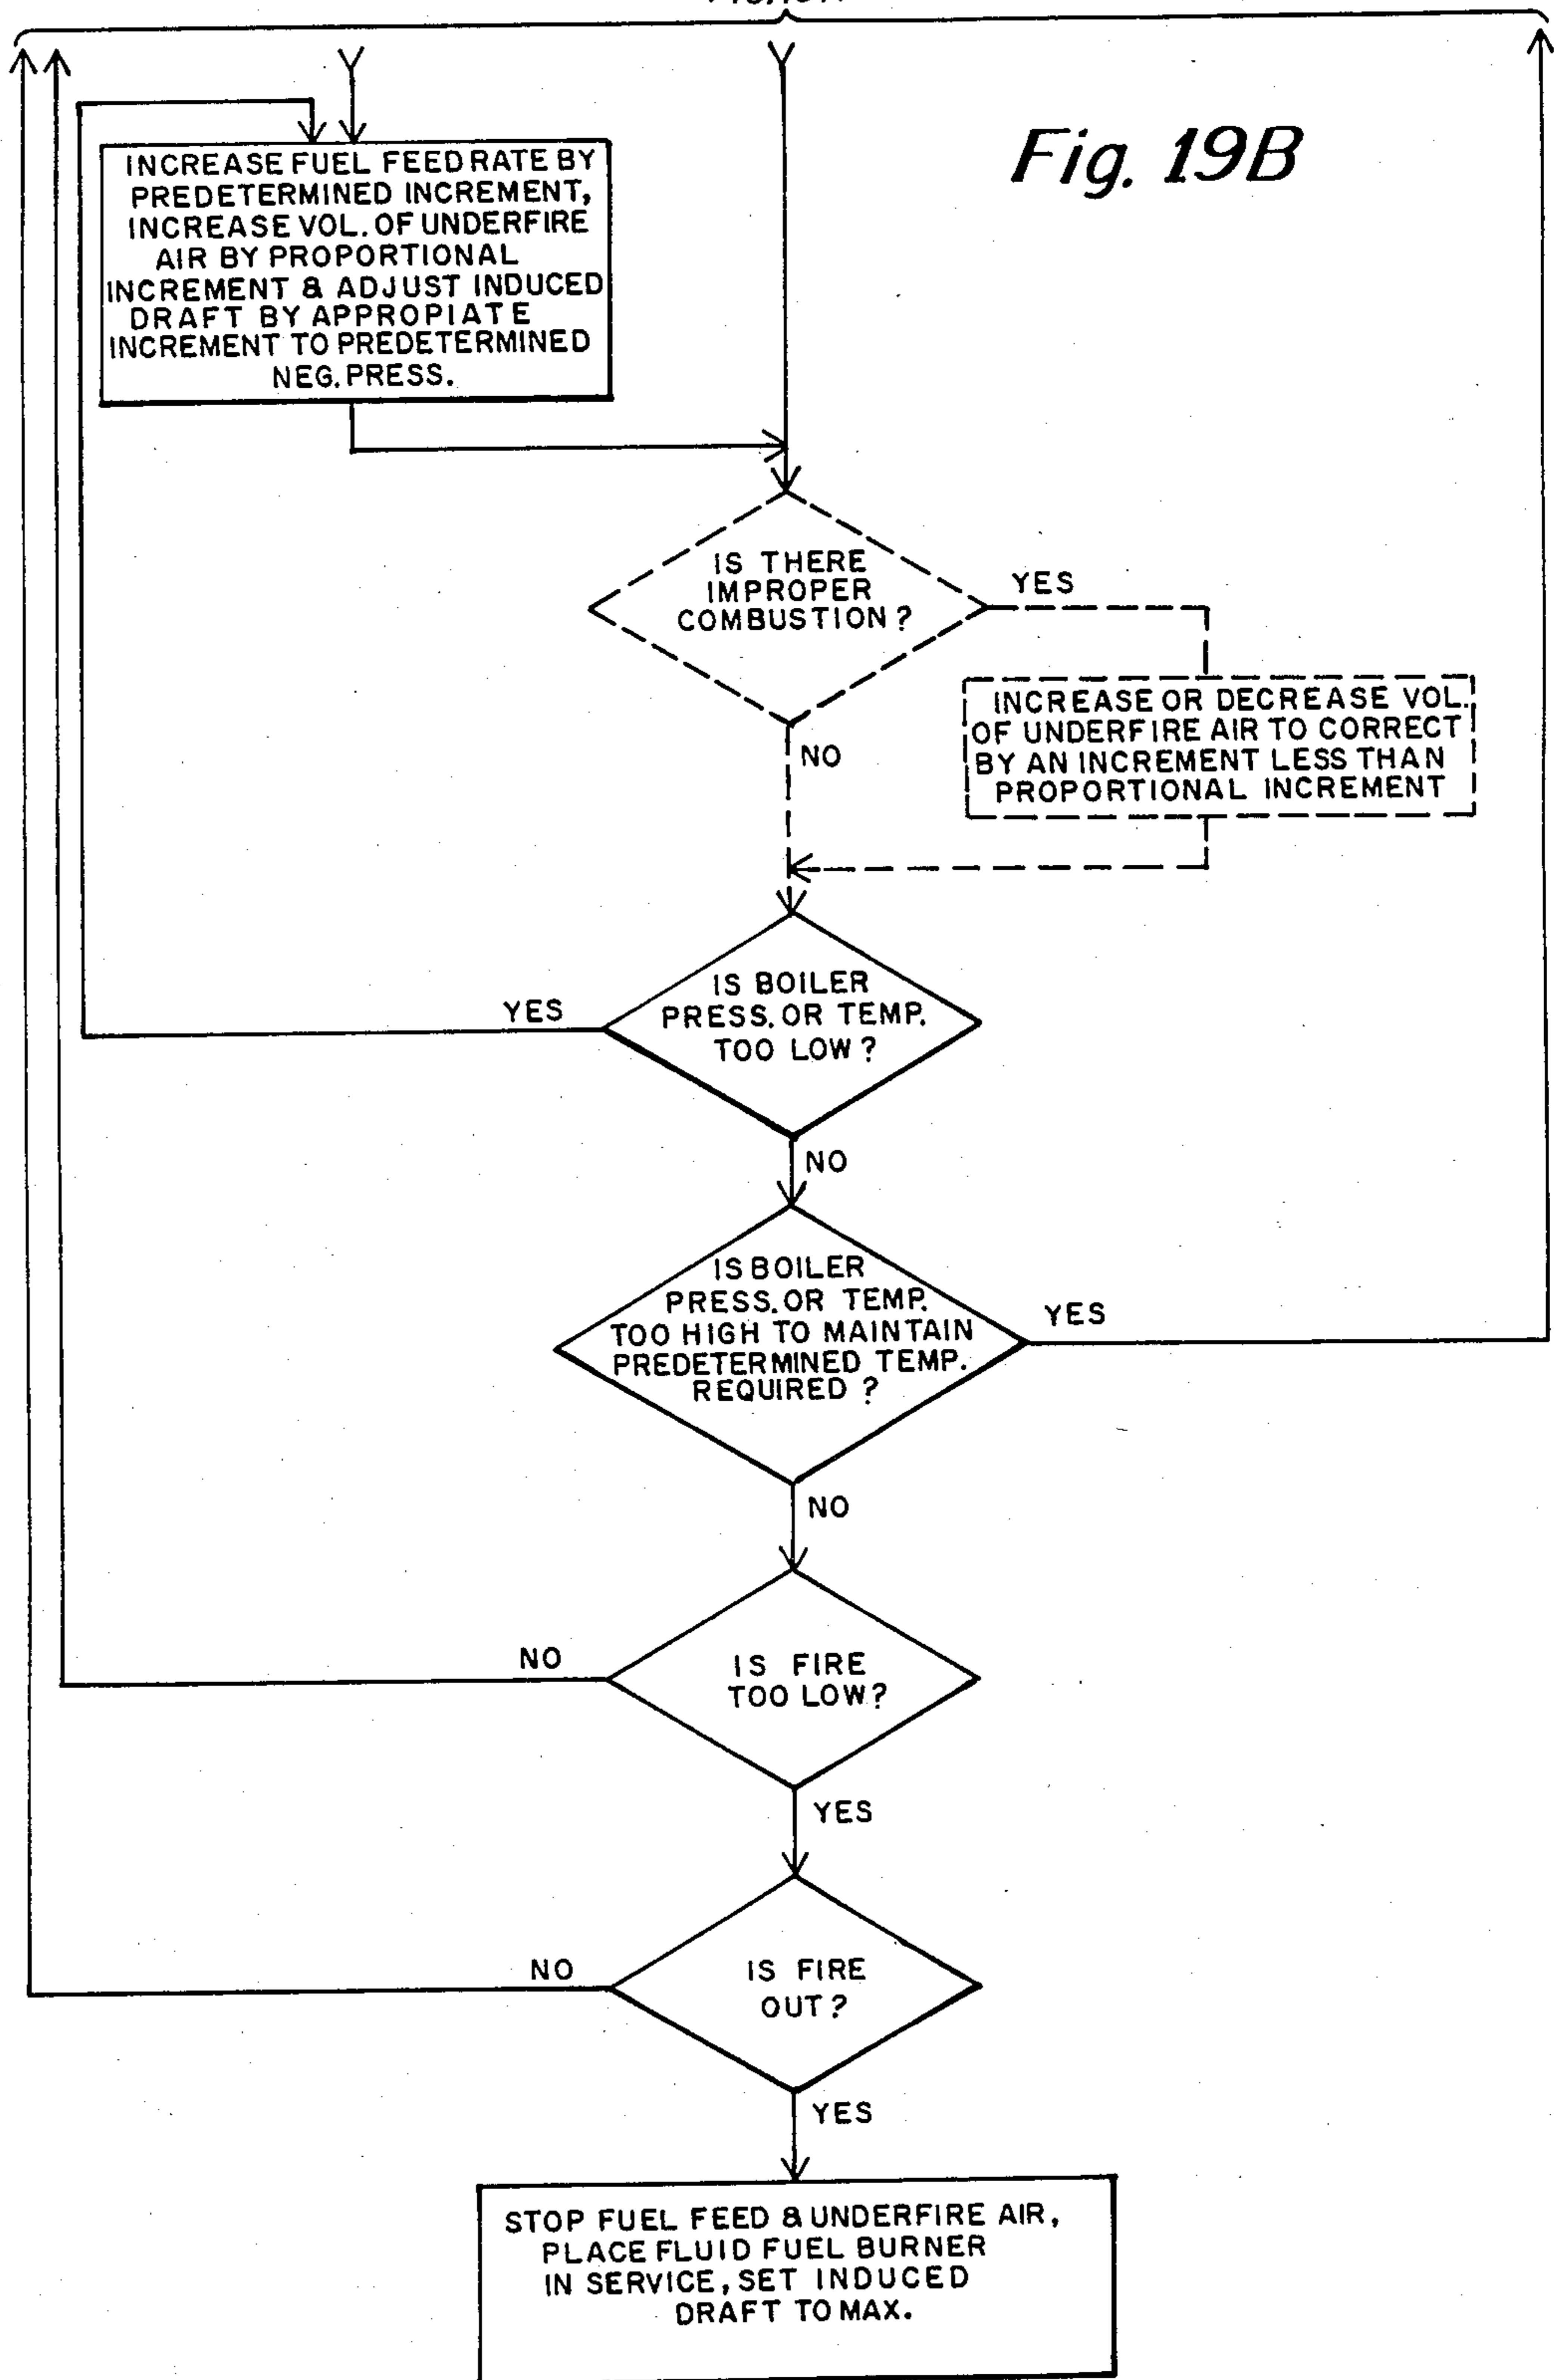 Fig. 19B
INCREASE FUEL FEED RATE BY
PREDETERMINED INCREMENT,
INCREASE VOL. OF UNDERFIRE
AIR BY PROPORTIONAL
INCREMENT & ADJUST INDUCED
DRAFT BY APPROPIATE
INCREMENT TO PREDETERMINED
NEG. PRESS.
IS THERE
IMPROPER
COMBUSTION?
YES
INCREASE OR DECREASE VOL.
OF UNDERFIRE AIR TO CORRECT
BY AN INCREMENT LESS THAN
PROPORTIONAL INCREMENT
NO
IS BOILER
PRESS. OR TEMP.
TOO LOW?
YES
NO
IS BOILER
PRESS. OR TEMP.
TOO HIGH TO MAINTAIN
PREDETERMINED TEMP.
REQUIRED?
YES
NO
IS FIRE
TOO LOW?
NO
YES
IS FIRE
OUT?
NO
YES
STOP FUEL FEED & UNDERFIRE AIR,
PLACE FLUID FUEL BURNER
IN SERVICE, SET INDUCED
DRAFT TO MAX.